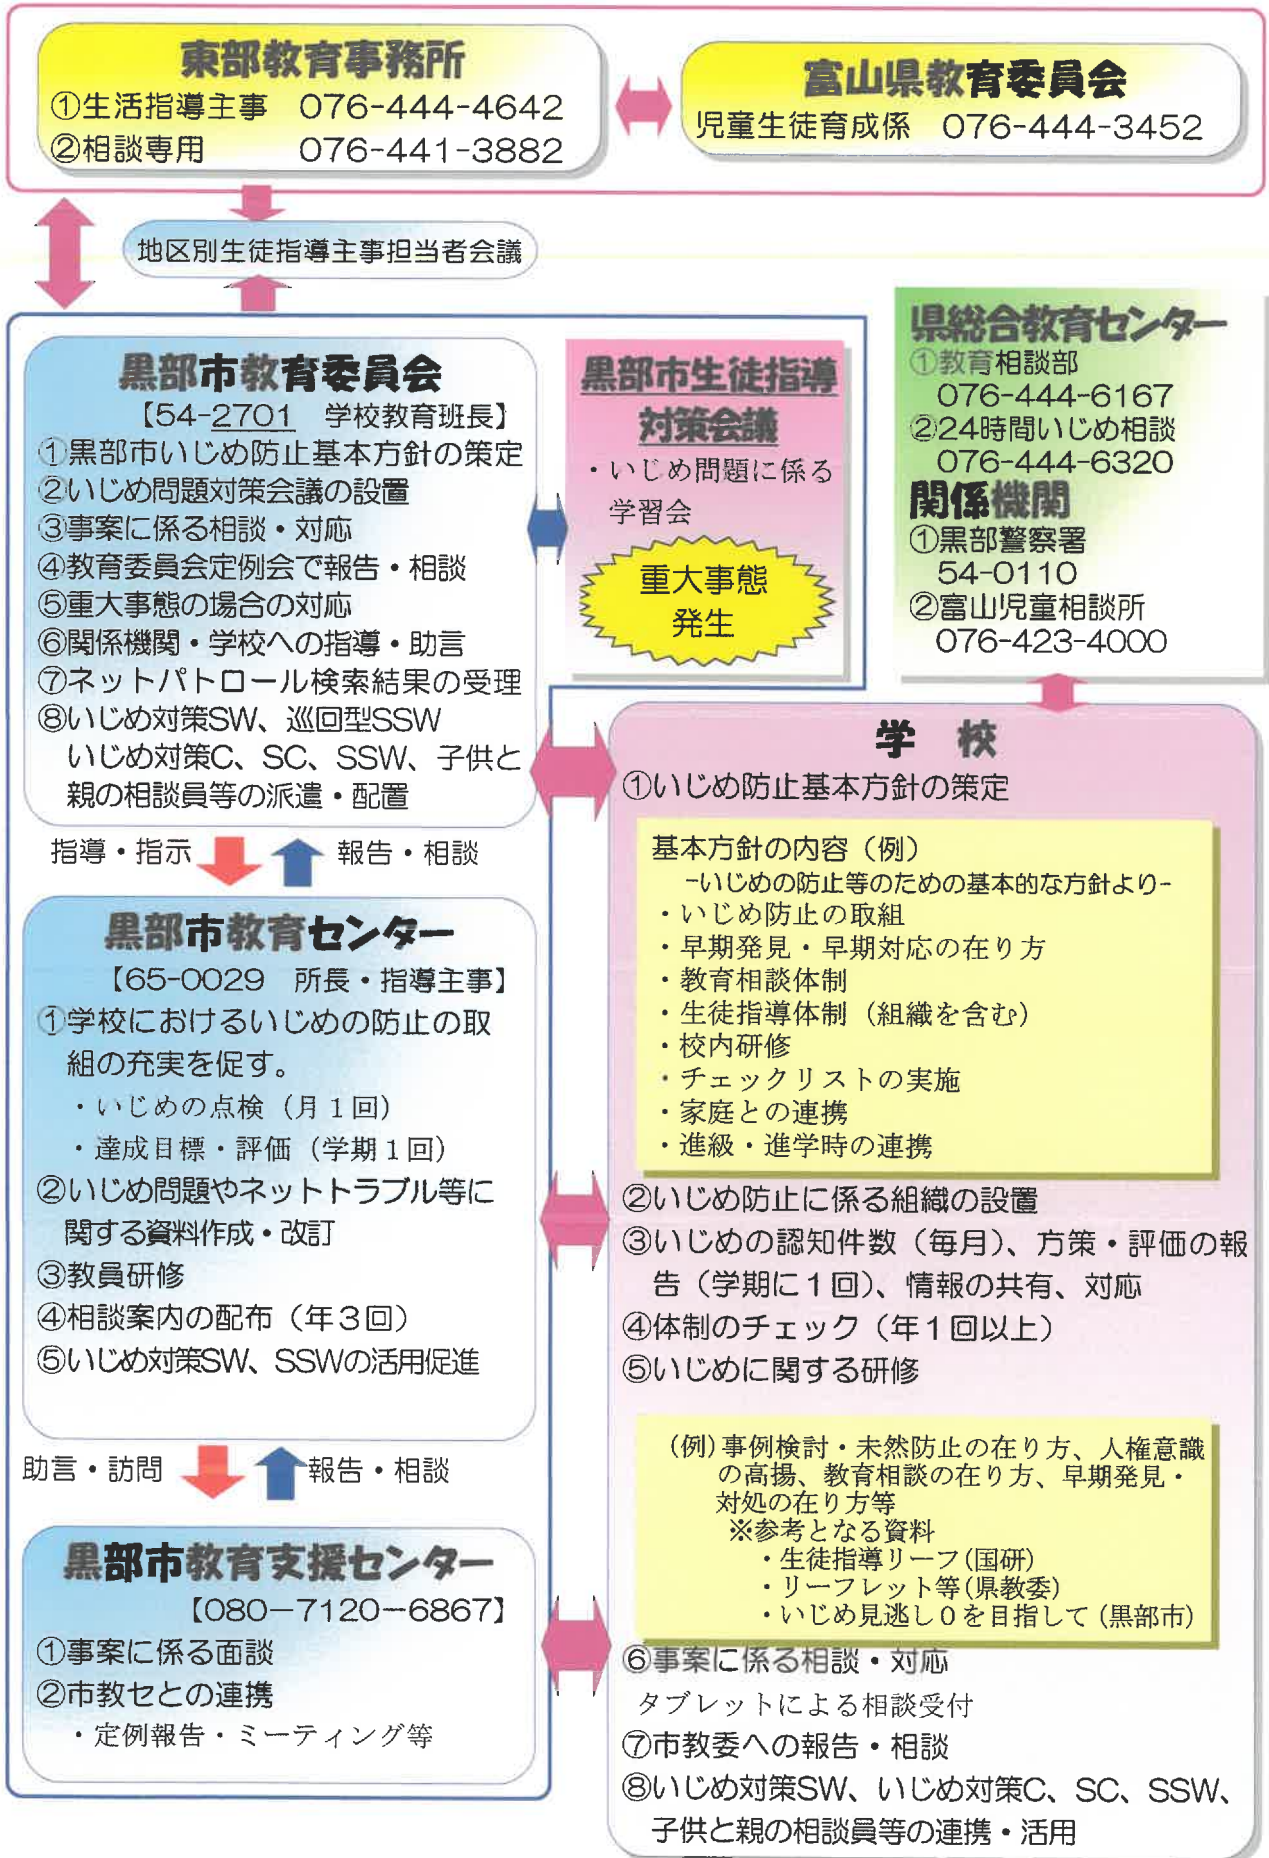 東部教育事務所
①生活指導主事　076-444-4642
②相談専用　076-441-3882
富山県教育委員会
児童生徒育成係　076-444-3452
地区別生徒指導主事担当者会議
黒部市教育委員会
【54-2701　学校教育班長】
①黒部市いじめ防止基本方針の策定
②いじめ問題対策会議の設置
③事案に係る相談・対応
④教育委員会定例会で報告・相談
⑤重大事態の場合の対応
⑥関係機関・学校への指導・助言
⑦ネットパトロール検索結果の受理
⑧いじめ対策SW、巡回型SSW
いじめ対策C、SC、SSW、子供と
親の相談員等の派遣・配置
黒部市生徒指導
対策会議
・いじめ問題に係る
学習会
重大事態
発生
県総合教育センター
①教育相談部
076-444-6167
②24時間いじめ相談
076-444-6320
関係機関
①黒部警察署
54-0110
②富山児童相談所
076-423-4000
指導・指示
報告・相談
黒部市教育センター
【65-0029　所長・指導主事】
①学校におけるいじめの防止の取
組の充実を促す。
・いじめの点検（月１回）
・達成目標・評価（学期１回）
②いじめ問題やネットトラブル等に
関する資料作成・改訂
③教員研修
④相談案内の配布（年３回）
⑤いじめ対策SW、SSWの活用促進
助言・訪問
報告・相談
黒部市教育支援センター
【080－7120－6867】
①事案に係る面談
②市教セとの連携
・定例報告・ミーティング等
学　校
①いじめ防止基本方針の策定
基本方針の内容（例）
-いじめの防止等のための基本的な方針より-
・いじめ防止の取組
・早期発見・早期対応の在り方
・教育相談体制
・生徒指導体制（組織を含む）
・校内研修
・チェックリストの実施
・家庭との連携
・進級・進学時の連携
②いじめ防止に係る組織の設置
③いじめの認知件数（毎月）、方策・評価の報
告（学期に１回）、情報の共有、対応
④体制のチェック（年１回以上）
⑤いじめに関する研修
（例）事例検討・未然防止の在り方、人権意識
の高揚、教育相談の在り方、早期発見・
対処の在り方等
※参考となる資料
・生徒指導リーフ（国研）
・リーフレット等（県教委）
・いじめ見逃し０を目指して（黒部市）
⑥事案に係る相談・対応
タブレットによる相談受付
⑦市教委への報告・相談
⑧いじめ対策SW、いじめ対策C、SC、SSW、
子供と親の相談員等の連携・活用